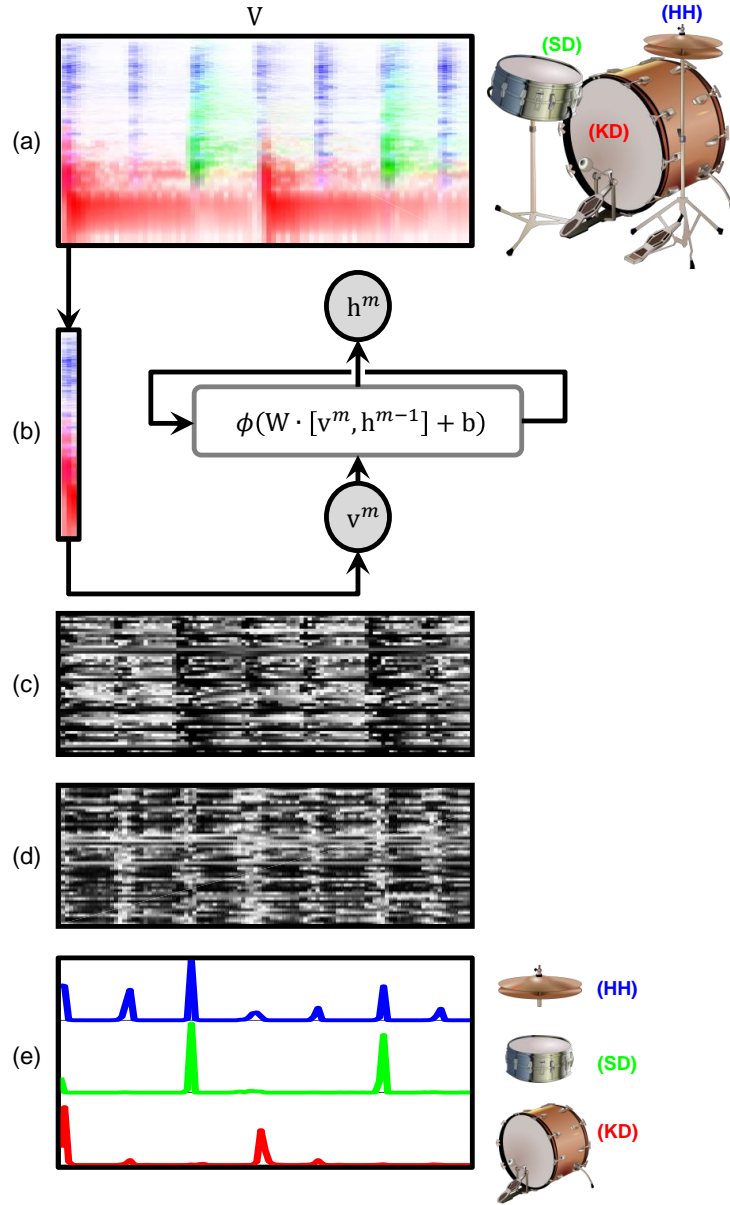 V
(HH)
(SD)
(a)
(KD)
h^m
(b)
ϕ(W · [v^m, h^{m−1}] + b)
v^m
(c)
(d)
(HH)
(e)
(SD)
(KD)